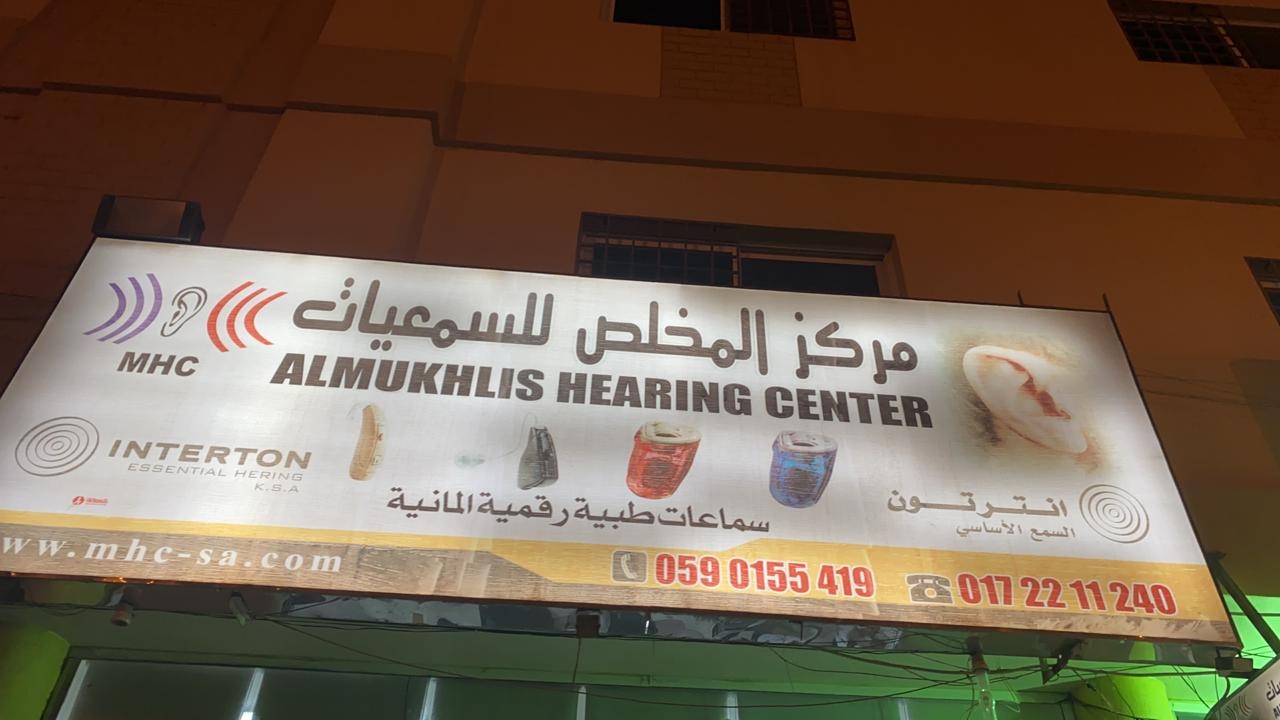 مركز المخلص للسمعيات
MHC
ALMUKHLIS HEARING CENTER
INTERTON
ESSENTIAL HERING
K.S.A
انترتون
السمع الأساسي
سماعات طبية رقمية المانية
www.mhc-sa.com
059 0155 419
017 22 11 240